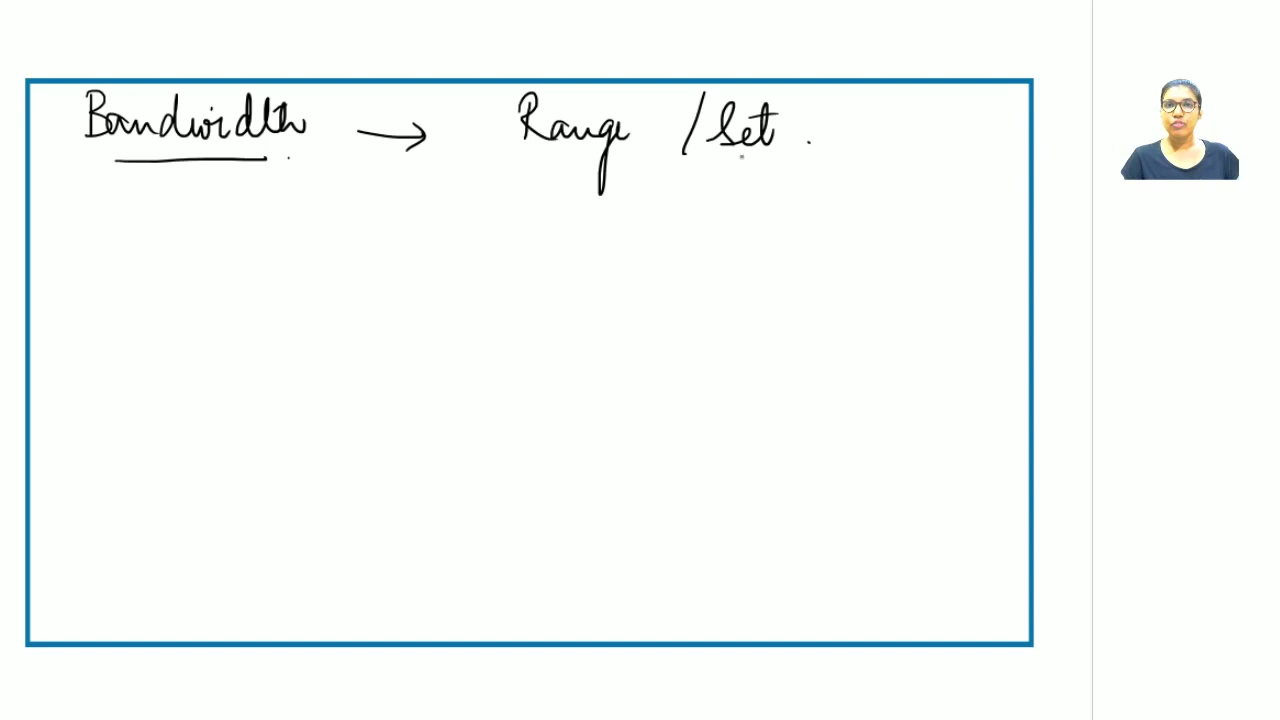 Bandwidth → Range / Set.